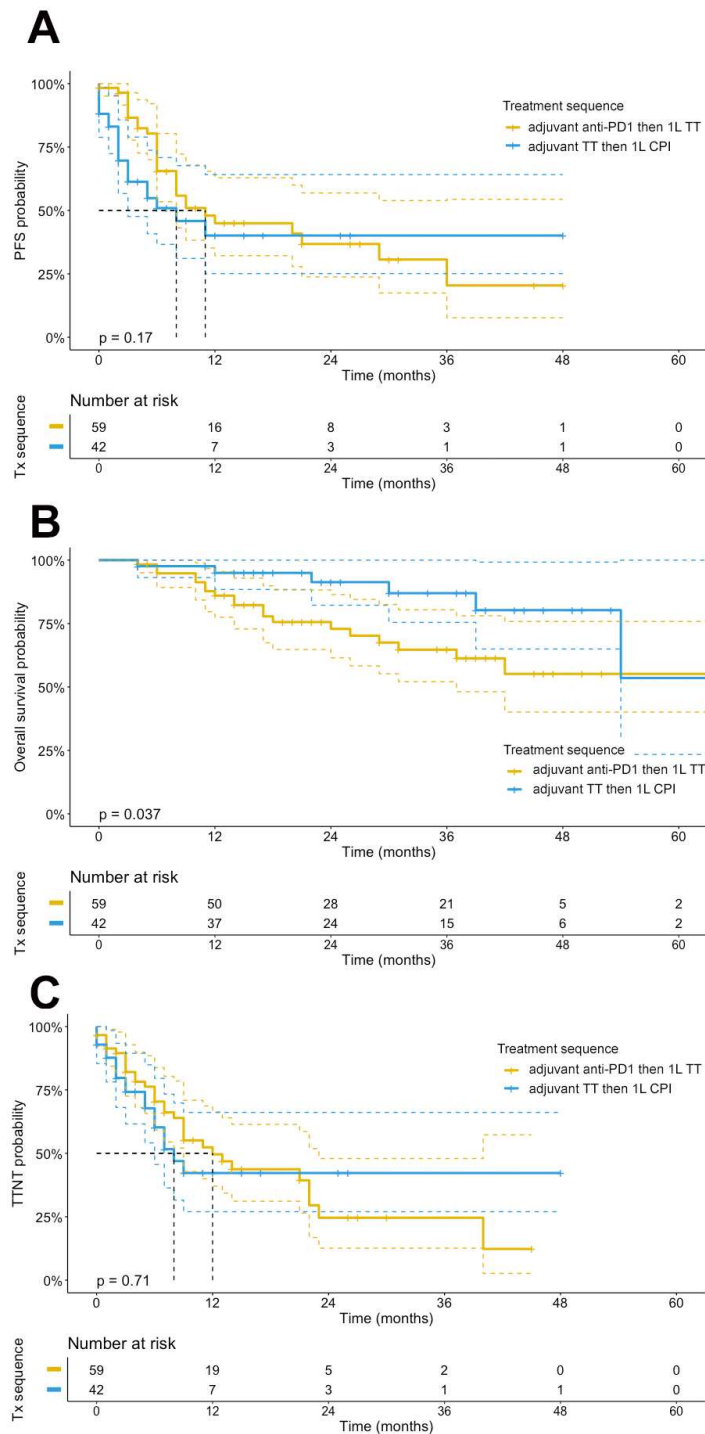 A
100%
75%
50%
25%
0%
PFS probability
Treatment sequence
adjuvant anti-PD1 then 1L TT
adjuvant TT then 1L CPI
p = 0.17
0 12 24 36 48 60
Time (months)
Number at risk
Tx sequence
59 16 8 3 1 0
42 7 3 1 1 0
0 12 24 36 48 60
Time (months)
B
100%
75%
50%
25%
0%
Overall survival probability
Treatment sequence
adjuvant anti-PD1 then 1L TT
adjuvant TT then 1L CPI
p = 0.037
0 12 24 36 48 60
Time (months)
Number at risk
Tx sequence
59 50 28 21 5 2
42 37 24 15 6 2
0 12 24 36 48 60
Time (months)
C
100%
75%
50%
25%
0%
TTNT probability
Treatment sequence
adjuvant anti-PD1 then 1L TT
adjuvant TT then 1L CPI
p = 0.71
0 12 24 36 48 60
Time (months)
Number at risk
Tx sequence
59 19 5 2 0 0
42 7 3 1 1 0
0 12 24 36 48 60
Time (months)